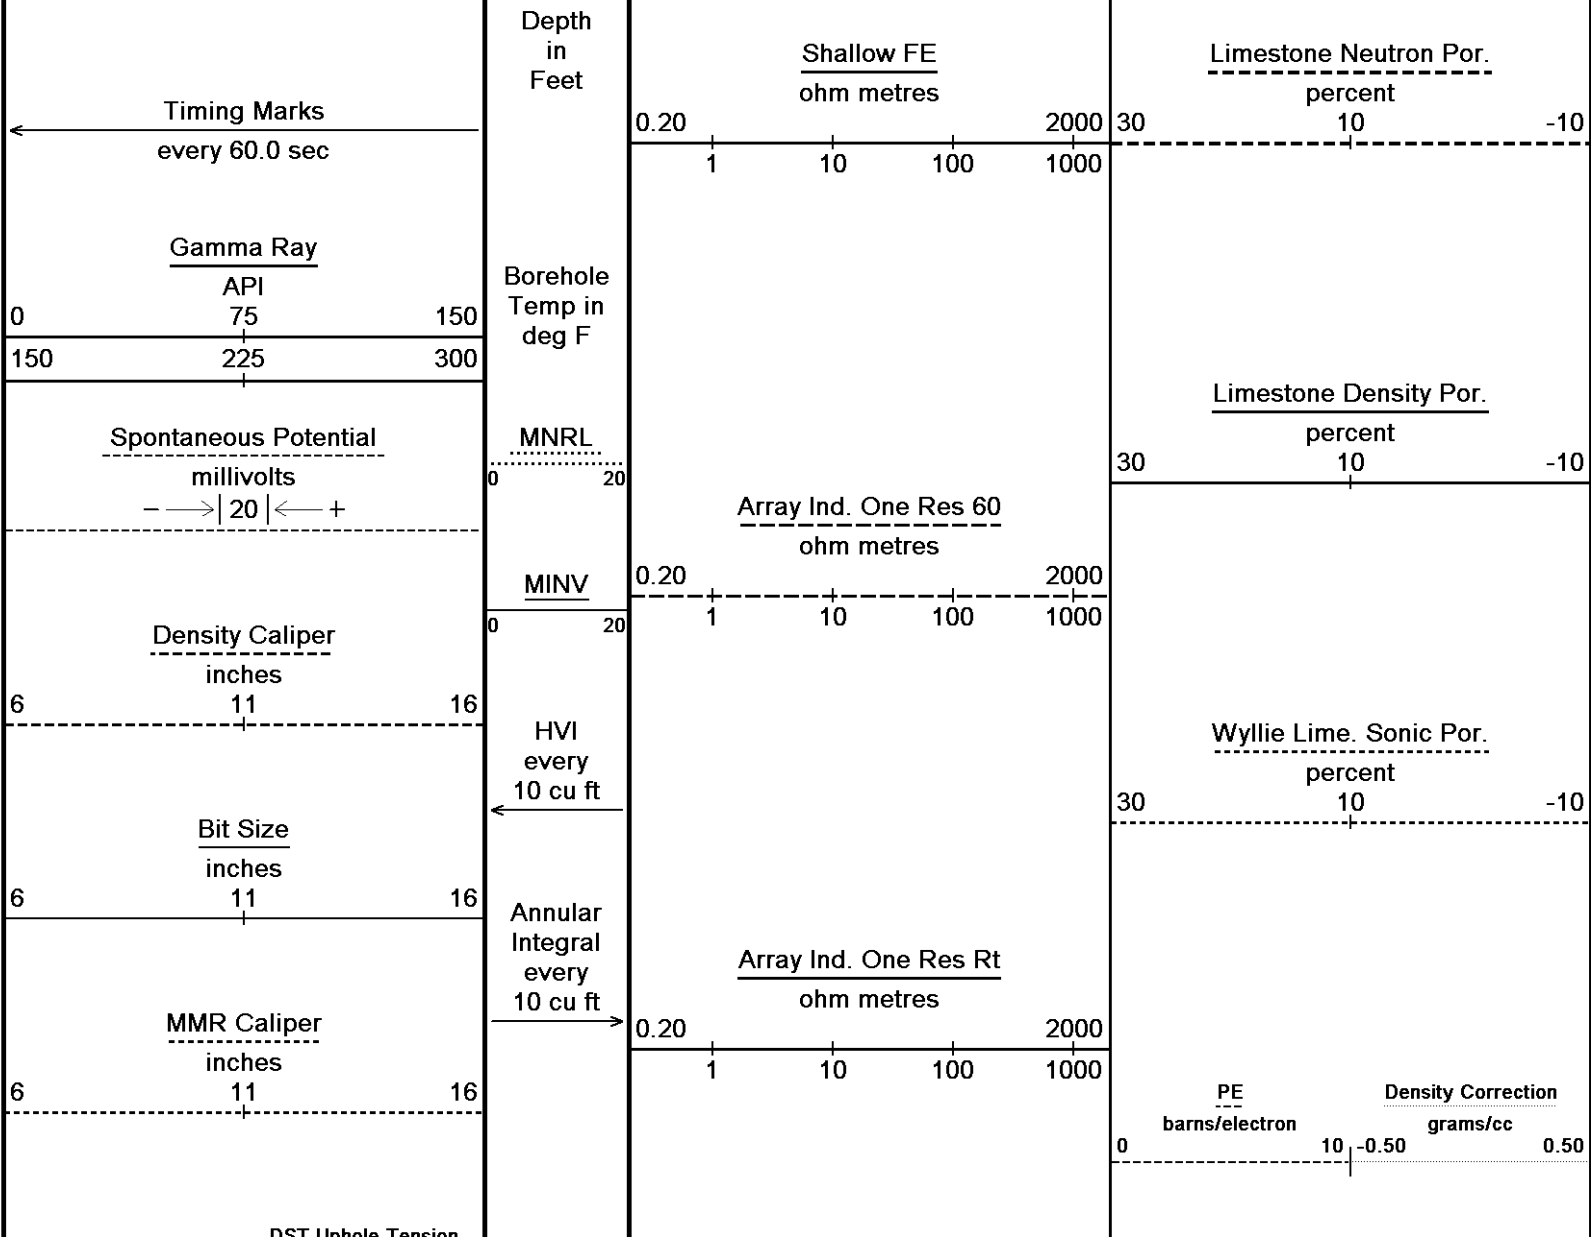 Timing Marks
every 60.0 sec
Gamma Ray
API
0 75 150
150 225 300
Spontaneous Potential
millivolts
− 20 +
Density Caliper
inches
6 11 16
Bit Size
inches
6 11 16
MMR Caliper
inches
6 11 16
DST Uphole Tension
Depth
in
Feet
Borehole
Temp in
deg F
MNRL
0 20
MINV
0 20
HVI
every
10 cu ft
Annular
Integral
every
10 cu ft
Shallow FE
ohm metres
0.20 2000
1 10 100 1000
Array Ind. One Res 60
ohm metres
0.20 2000
1 10 100 1000
Array Ind. One Res Rt
ohm metres
0.20 2000
1 10 100 1000
Limestone Neutron Por.
percent
30 10 -10
Limestone Density Por.
percent
30 10 -10
Wyllie Lime. Sonic Por.
percent
30 10 -10
PE
barns/electron
0 10
Density Correction
grams/cc
-0.50 0.50